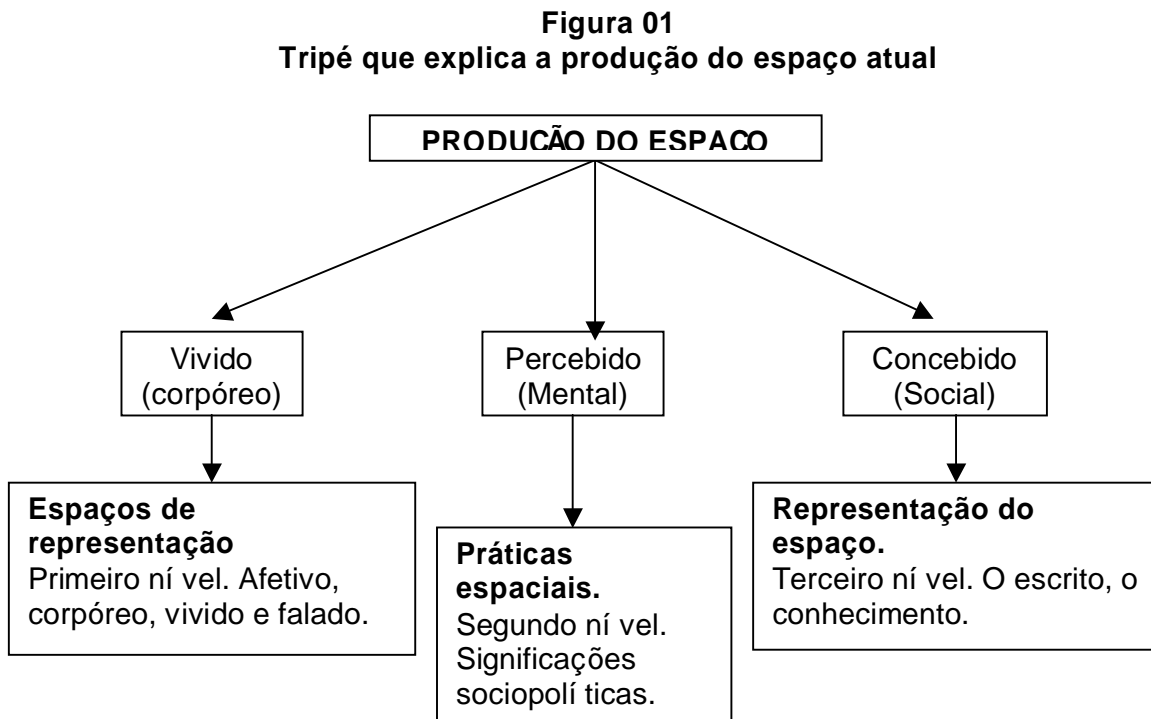 Figura 01
Tripé que explica a produção do espaço atual
PRODUÇÃO DO ESPAÇO
Vivido
(corpóreo)
Percebido
(Mental)
Concebido
(Social)
Espaços de
representação
Primeiro ní vel. Afetivo,
corpóreo, vivido e falado.
Práticas
espaciais.
Segundo ní vel.
Significações
sociopolí ticas.
Representação do
espaço.
Terceiro ní vel. O escrito, o
conhecimento.